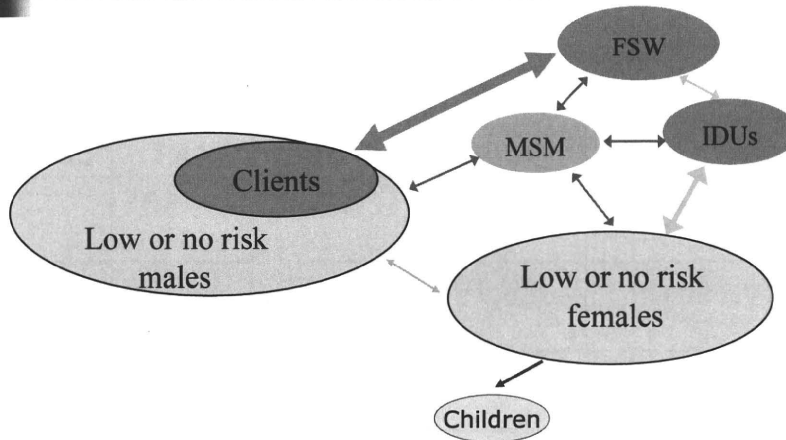 FSW
MSM
IDUs
Clients
Low or no risk
males
Low or no risk
females
Children